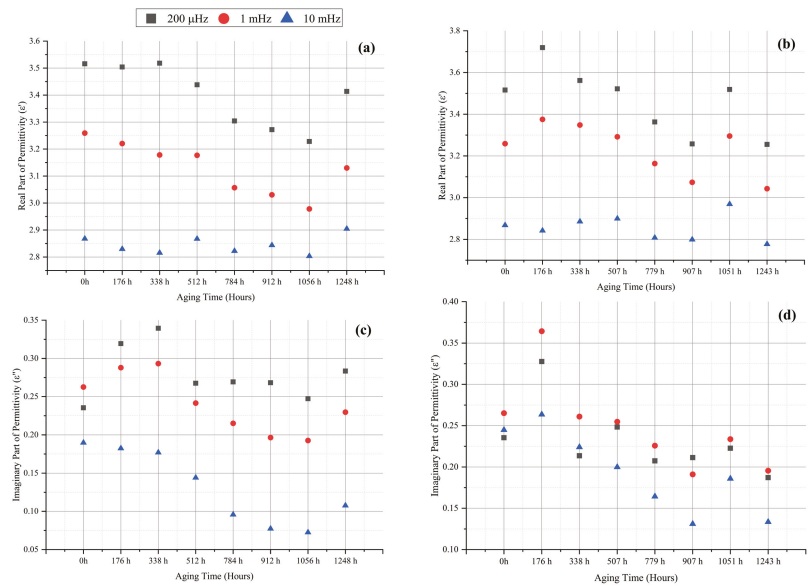 200 μHz 1 mHz 10 mHz
(a)
Real Part of Permittivity (ε')
3.6
3.5
3.4
3.3
3.2
3.1
3.0
2.9
2.8
0h 176 h 338 h 512 h 784 h 912 h 1056 h 1248 h
Aging Time (Hours)
(b)
Real Part of Permittivity (ε')
3.8
3.6
3.4
3.2
3.0
2.8
0h 176 h 338 h 507 h 779 h 907 h 1051 h 1243 h
Aging Time (Hours)
(c)
Imaginary Part of Permittivity (ε")
0.35
0.30
0.25
0.20
0.15
0.10
0.05
0h 176 h 338 h 512 h 784 h 912 h 1056 h 1248 h
Aging Time (Hours)
(d)
Imaginary Part of Permittivity (ε")
0.40
0.35
0.30
0.25
0.20
0.15
0.10
0h 176 h 338 h 507 h 779 h 907 h 1051 h 1243 h
Aging Time (Hours)